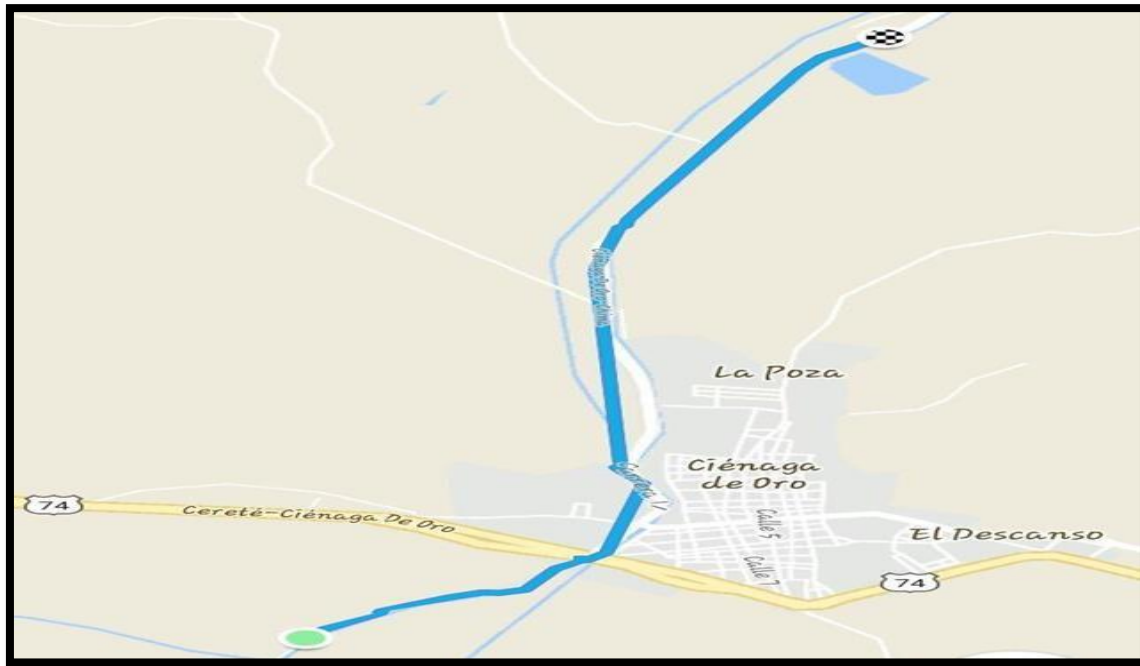 La Poza
Ciénaga
de Oro
74
Cereté-Ciénaga De Oro
Calle 5
El Descanso
Calle 7
74